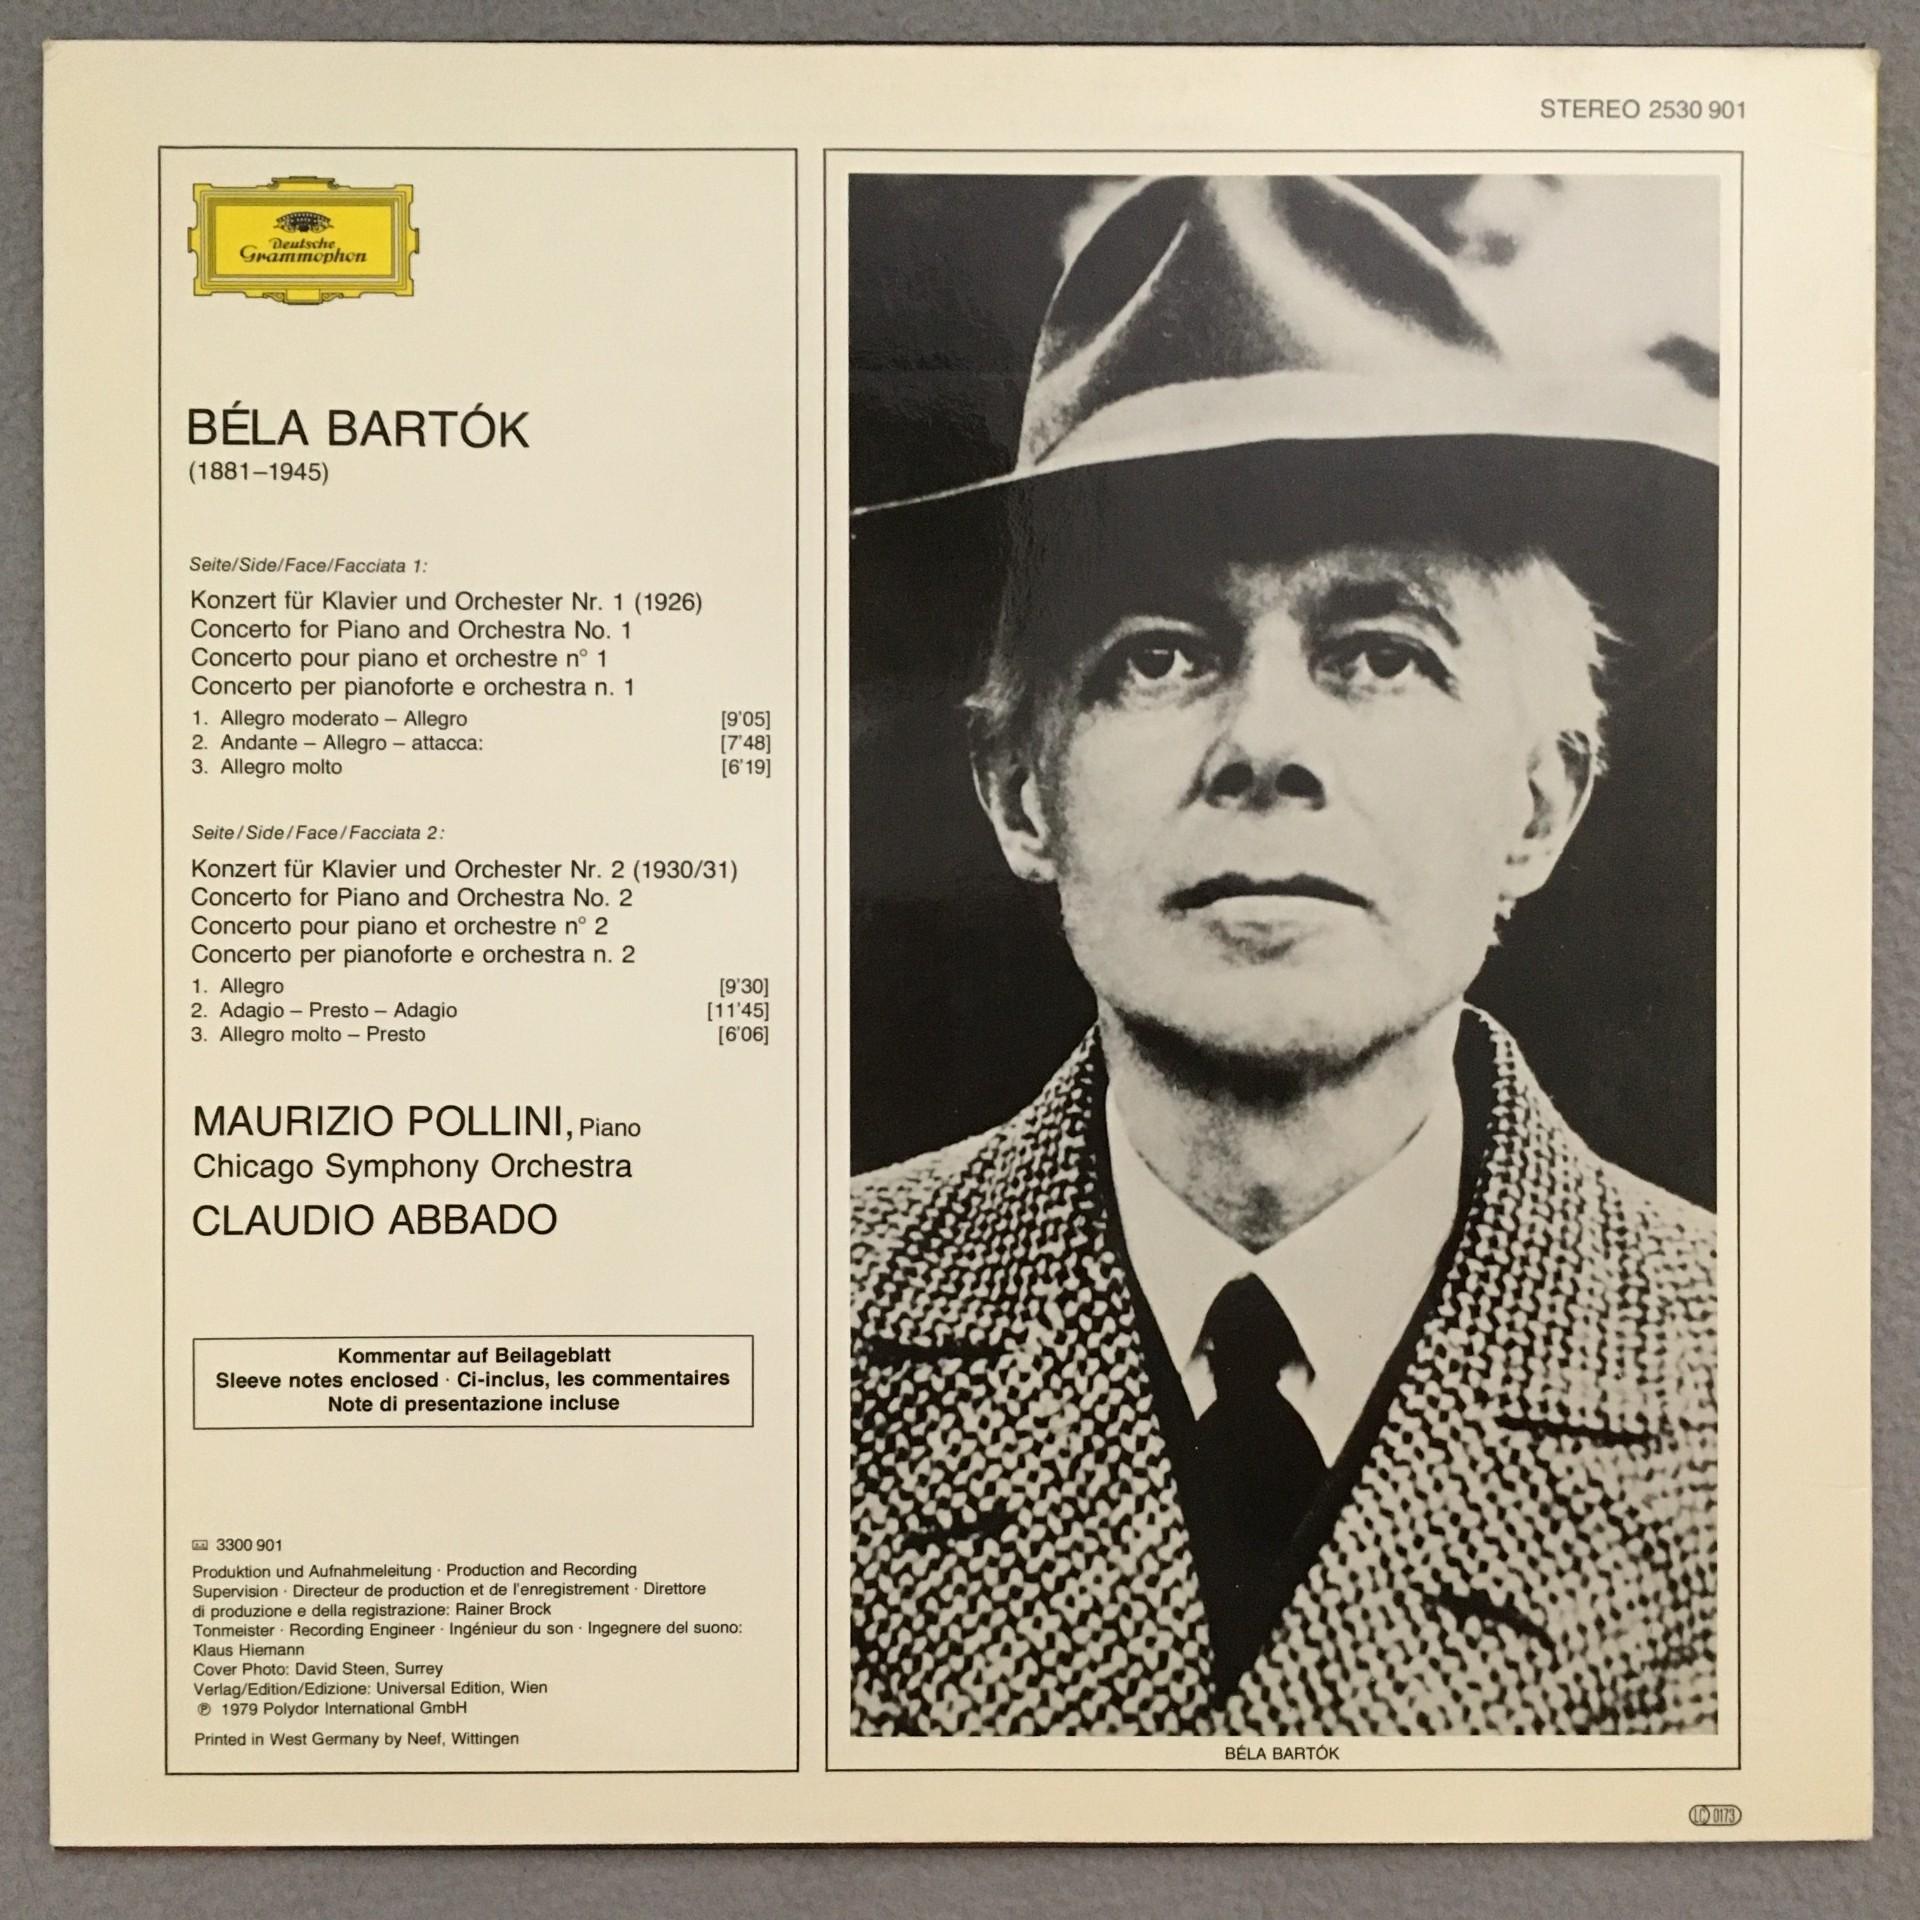 STEREO 2530 901
Deutsche
Grammophon
BÉLA BARTÓK
(1881–1945)
Seite/Side/Face/Facciata 1:
Konzert für Klavier und Orchester Nr. 1 (1926)
Concerto for Piano and Orchestra No. 1
Concerto pour piano et orchestre n° 1
Concerto per pianoforte e orchestra n. 1
1. Allegro moderato – Allegro [9'05]
2. Andante – Allegro – attacca: [7'48]
3. Allegro molto [6'19]
Seite/Side/Face/Facciata 2:
Konzert für Klavier und Orchester Nr. 2 (1930/31)
Concerto for Piano and Orchestra No. 2
Concerto pour piano et orchestre n° 2
Concerto per pianoforte e orchestra n. 2
1. Allegro [9'30]
2. Adagio – Presto – Adagio [11'45]
3. Allegro molto – Presto [6'06]
MAURIZIO POLLINI, Piano
Chicago Symphony Orchestra
CLAUDIO ABBADO
Kommentar auf Beilageblatt
Sleeve notes enclosed · Ci-inclus, les commentaires
Note di presentazione incluse
3300 901
Produktion und Aufnahmeleitung · Production and Recording
Supervision · Directeur de production et de l'enregistrement · Direttore
di produzione e della registrazione: Rainer Brock
Tonmeister · Recording Engineer · Ingénieur du son · Ingegnere del suono:
Klaus Hiemann
Cover Photo: David Steen, Surrey
Verlag/Edition/Edizione: Universal Edition, Wien
℗ 1979 Polydor International GmbH
Printed in West Germany by Neef, Wittingen
BÉLA BARTÓK
LC 0173